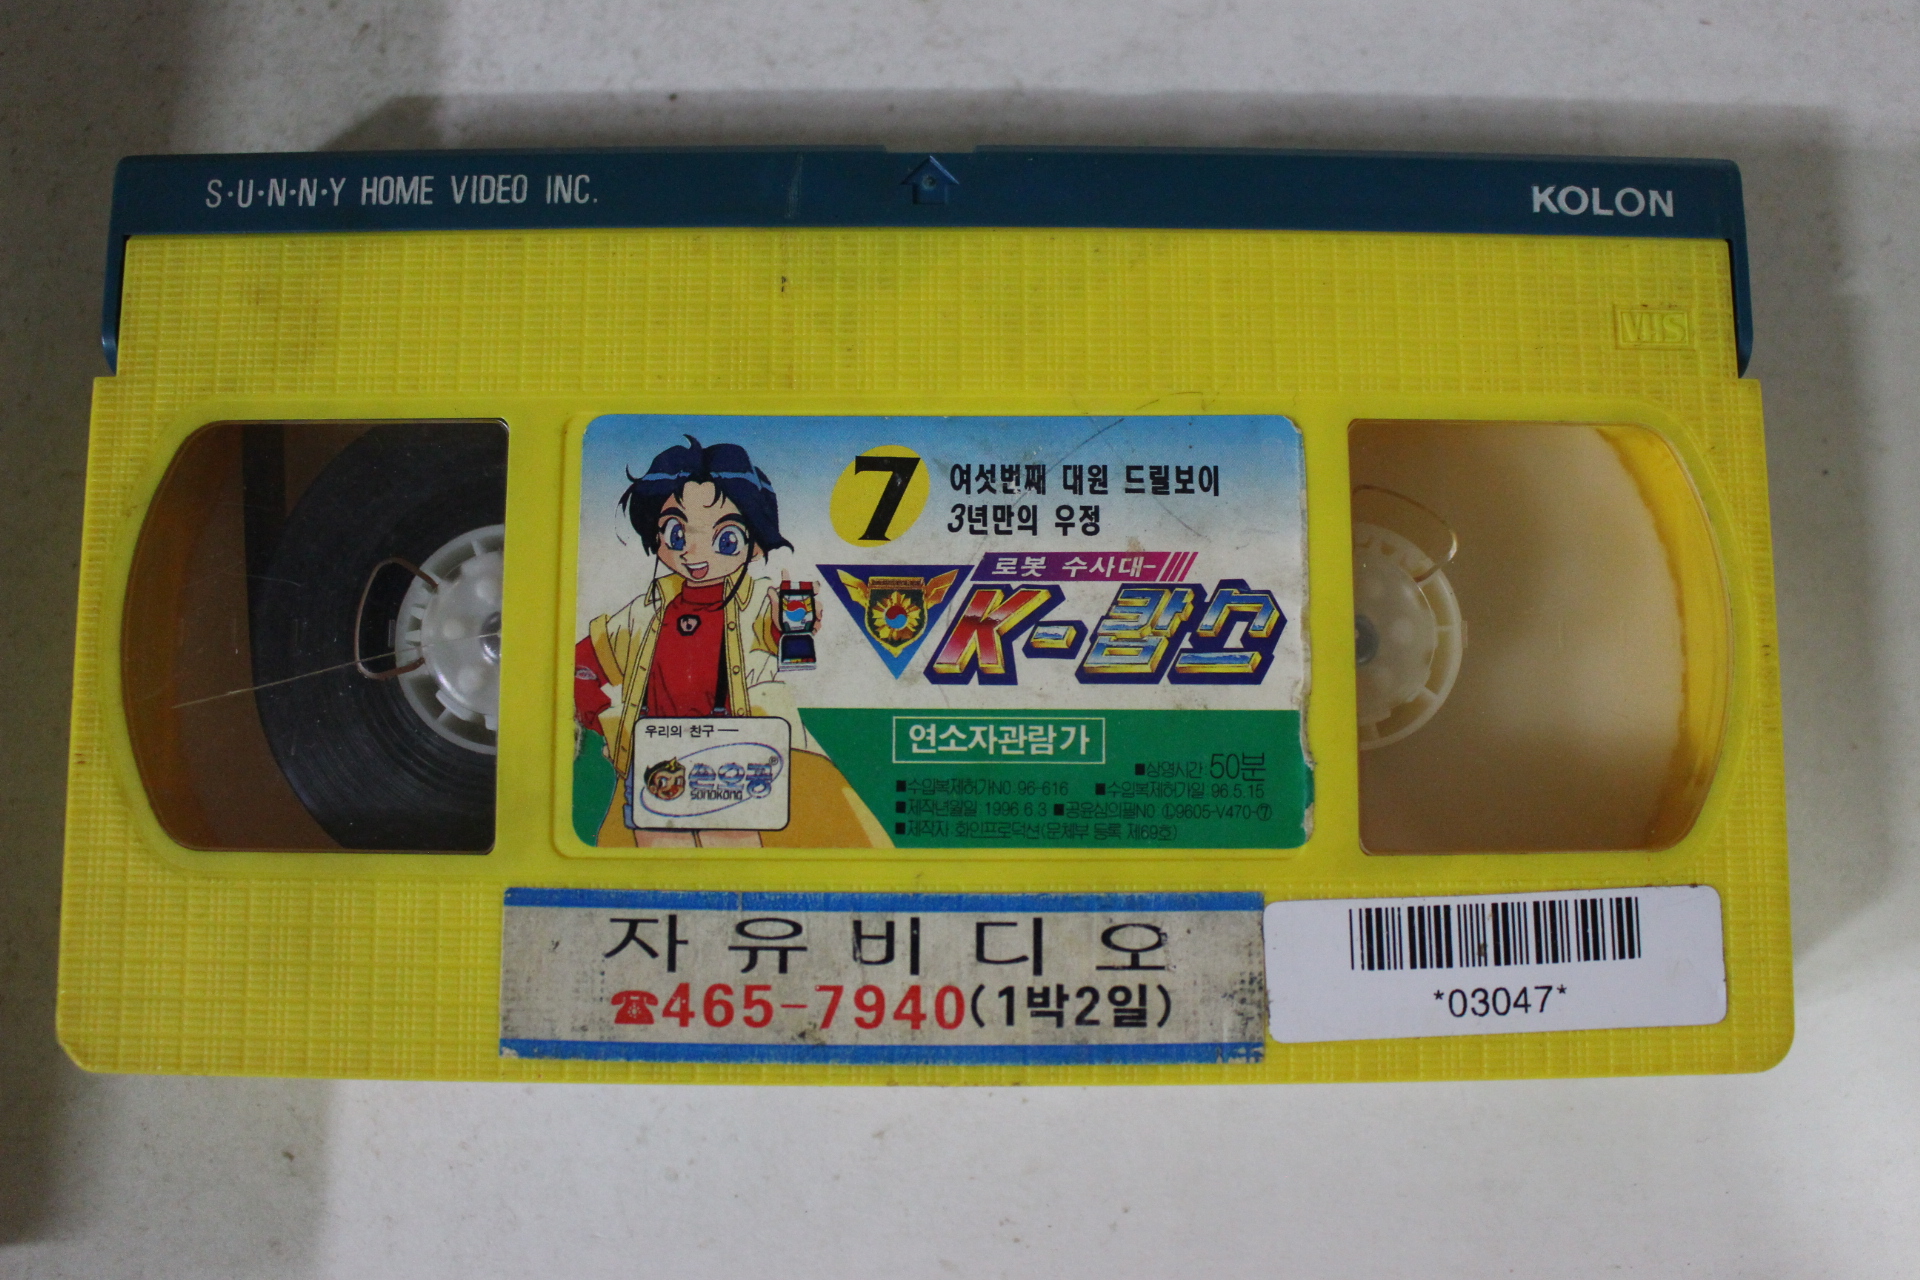 S·U·N·N·Y HOME VIDEO INC.
KOLON
VHS
7
여섯번째 대원 드릴보이
3년만의 우정
로봇 수사대
K-캅스
우리의 친구
손오공
SONOKONG
연소자관람가
■상영시간 50분
■수입복제허가NO. 96-616 ■수입복제허가일 96.5.15
■제작년월일 1996.6.3 ■공윤심의필NO. Ⓛ9605-V470-⑦
■제작자: 화인프로덕션(문체부 등록 제69호)
자유비디오
☎465-7940(1박2일)
*03047*